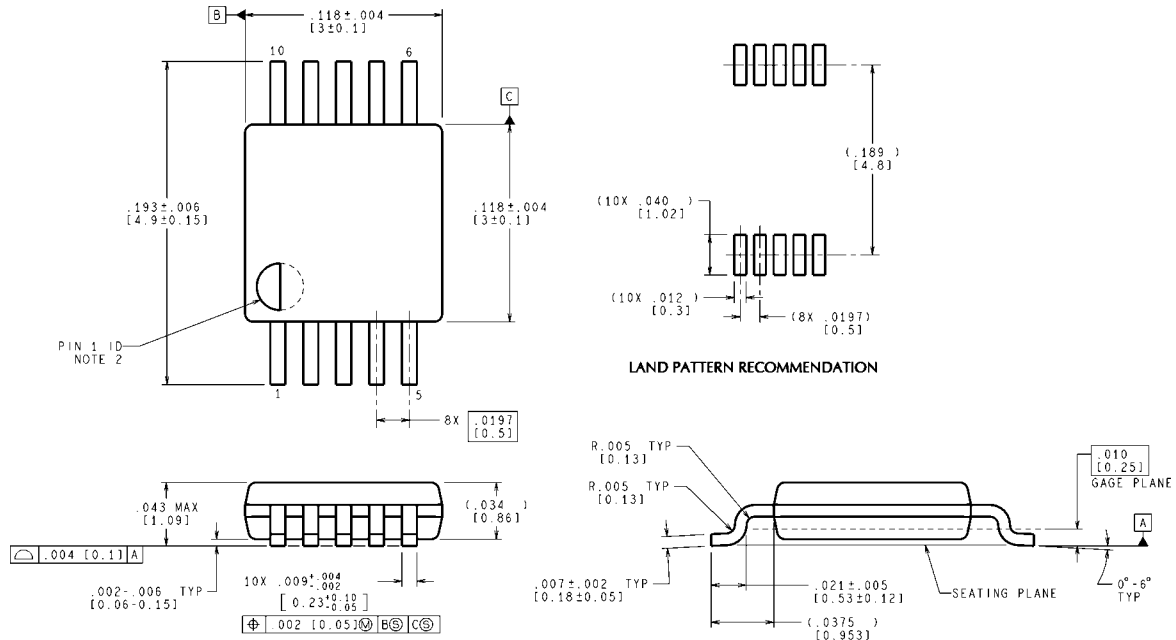 B
.118±.004
[3±0.1]
10
6
C
.193±.006
[4.9±0.15]
.118±.004
[3±0.1]
PIN 1 ID
NOTE 2
1
5
8X .0197
[0.5]
(.189 )
[4.8]
(10X .040 )
[1.02]
(10X .012 )
[0.3]
(8X .0197)
[0.5]
LAND PATTERN RECOMMENDATION
.043 MAX
[1.09]
(.034 )
[0.86]
⌓ .004 [0.1] A
.002-.006 TYP
[0.06-0.15]
10X .009 +.004 -.002
[ 0.23 +0.10 -0.05 ]
⌖ .002 [0.05]Ⓜ BⓈ CⓈ
R.005 TYP
[0.13]
R.005 TYP
[0.13]
.010
[0.25]
GAGE PLANE
A
.007±.002 TYP
[0.18±0.05]
.021±.005
[0.53±0.12]
(.0375 )
[0.953]
SEATING PLANE
0°-6°
TYP